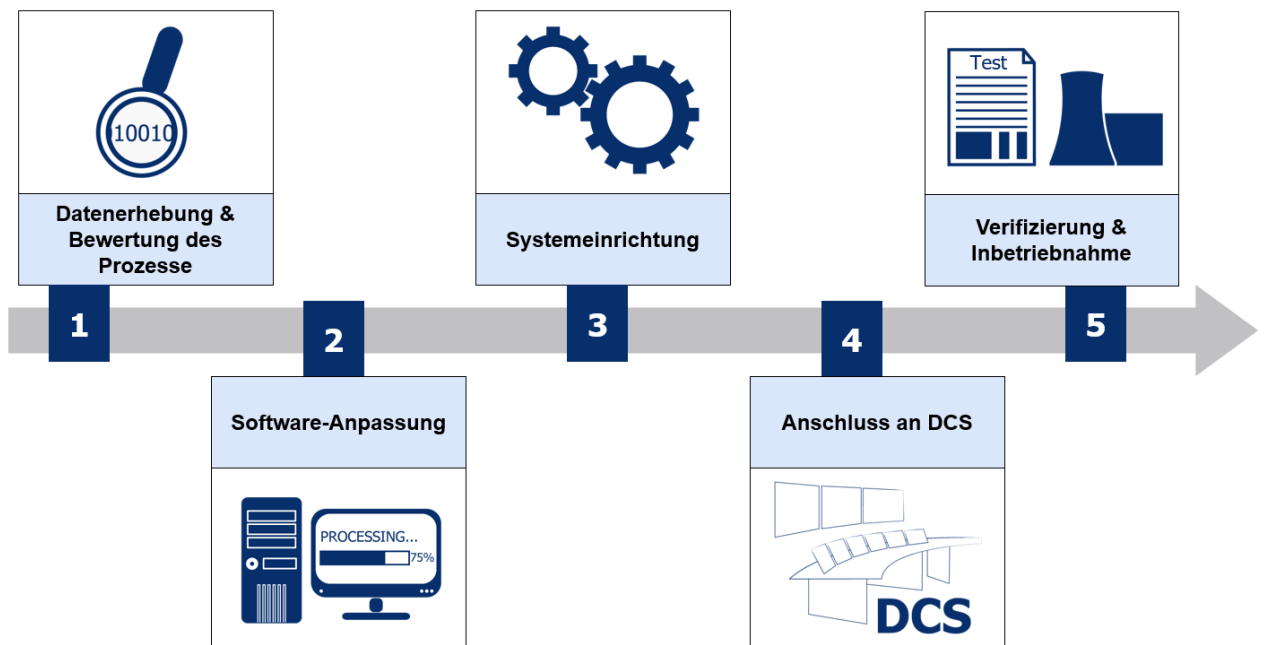 10010
Datenerhebung &
Bewertung des
Prozesse
1
2
Software-Anpassung
PROCESSING...
75%
Systemeinrichtung
3
4
Anschluss an DCS
DCS
Test
Verifizierung &
Inbetriebnahme
5